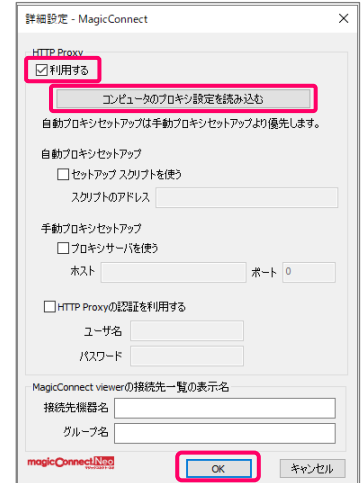 詳細設定 - MagicConnect
HTTP Proxy
利用する
コンピュータのプロキシ設定を読み込む
自動プロキシセットアップは手動プロキシセットアップより優先します。
自動プロキシセットアップ
セットアップ スクリプトを使う
スクリプトのアドレス
手動プロキシセットアップ
プロキシサーバを使う
ホスト ポート 0
HTTP Proxyの認証を利用する
ユーザ名
パスワード
MagicConnect viewerの接続先一覧の表示名
接続先機器名
グループ名
magicConnect Neo
OK キャンセル